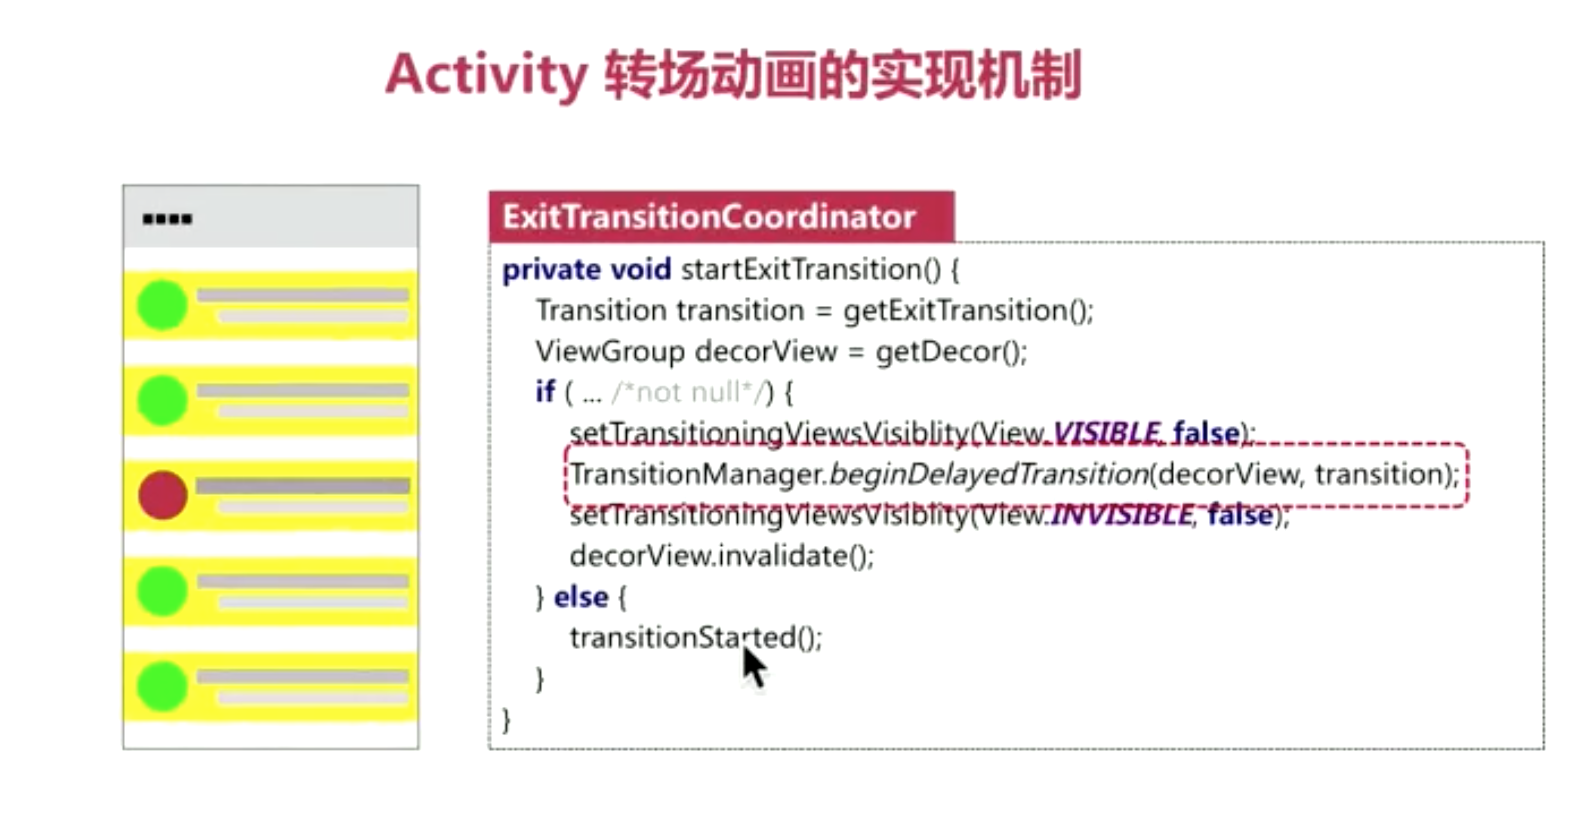 Activity 转场动画的实现机制
ExitTransitionCoordinator
private void startExitTransition() {
Transition transition = getExitTransition();
ViewGroup decorView = getDecor();
if ( ... /*not null*/) {
setTransitioningViewsVisiblity(View.VISIBLE, false);
TransitionManager.beginDelayedTransition(decorView, transition);
setTransitioningViewsVisiblity(View.INVISIBLE, false);
decorView.invalidate();
} else {
transitionStarted();
}
}